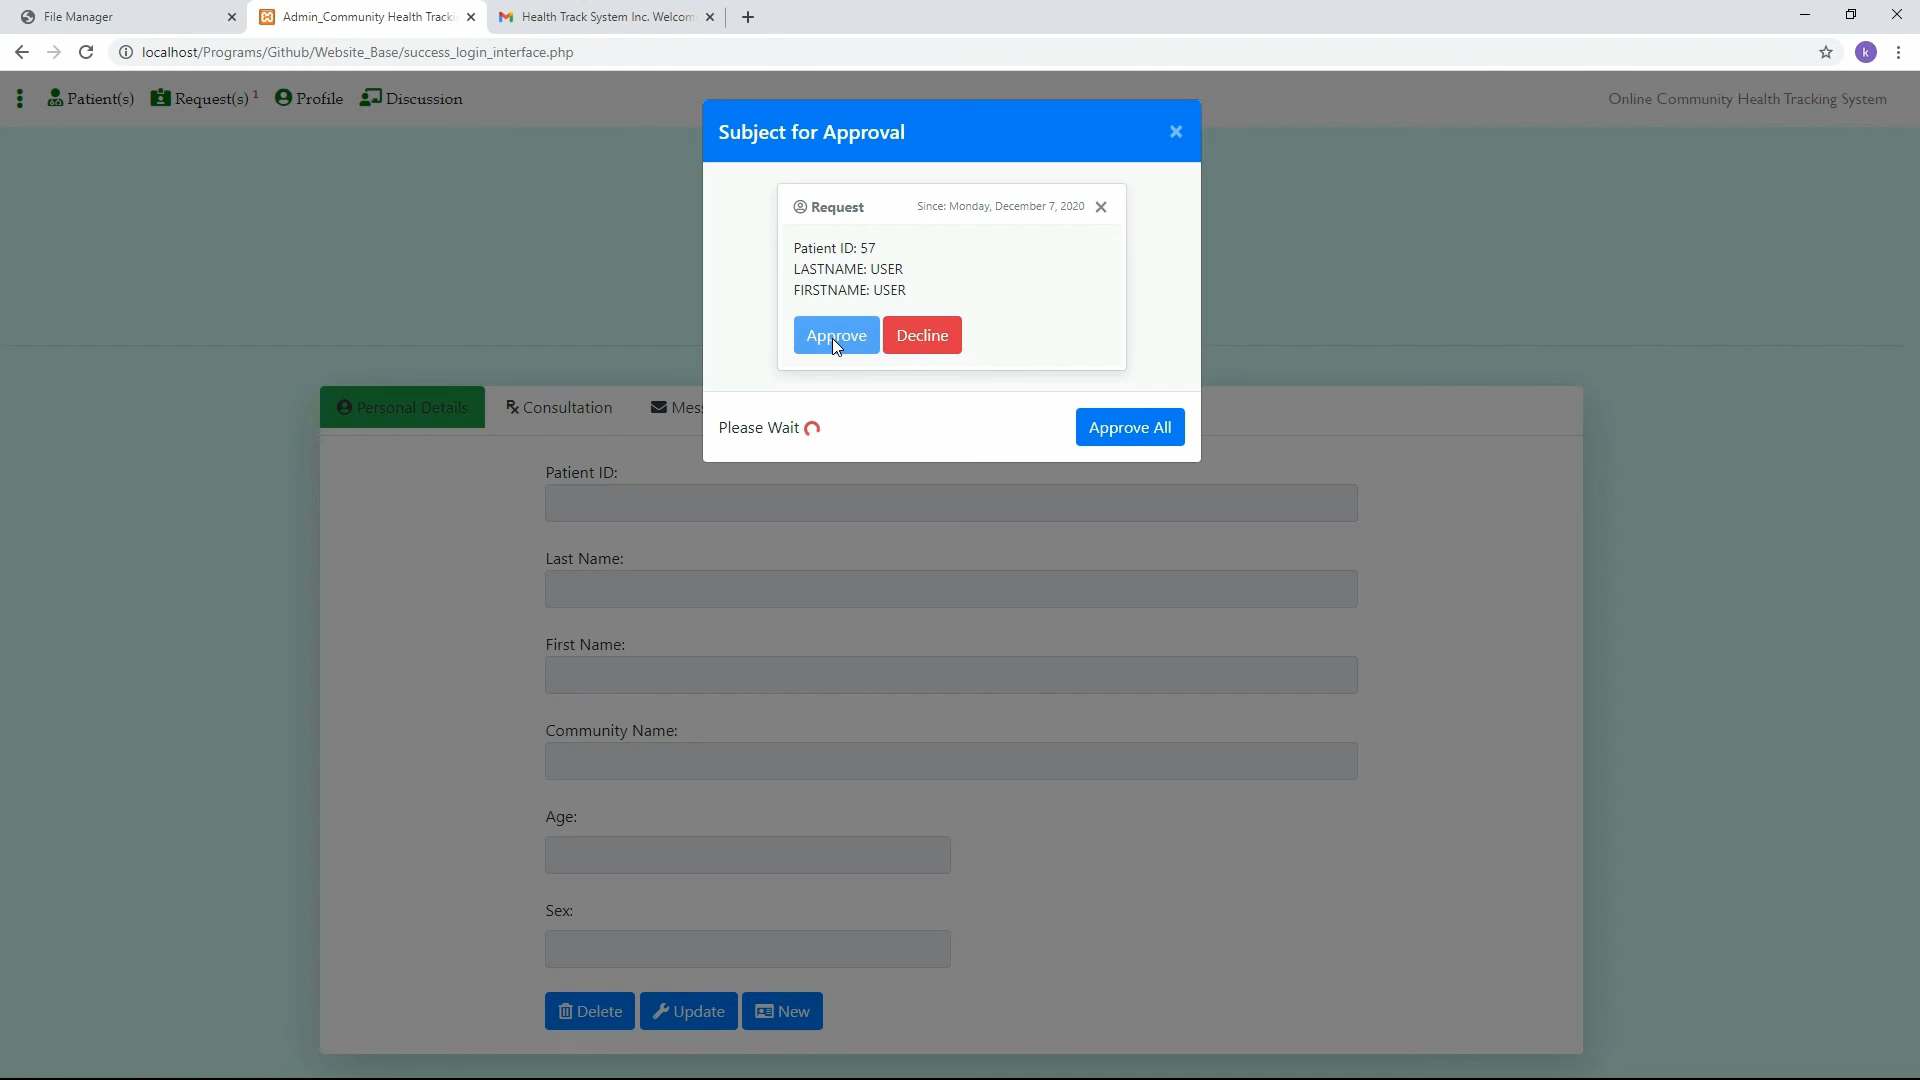 File Manager
Admin_Community Health Tracki
Health Track System Inc. Welcom
localhost/Programs/Github/Website_Base/success_login_interface.php
k
Patient(s)
Request(s) 1
Profile
Discussion
Online Community Health Tracking System
Subject for Approval
Request
Since: Monday, December 7, 2020
Patient ID: 57
LASTNAME: USER
FIRSTNAME: USER
Approve
Decline
Please Wait
Approve All
Personal Details
Consultation
Mess
Patient ID:
Last Name:
First Name:
Community Name:
Age:
Sex:
Delete
Update
New